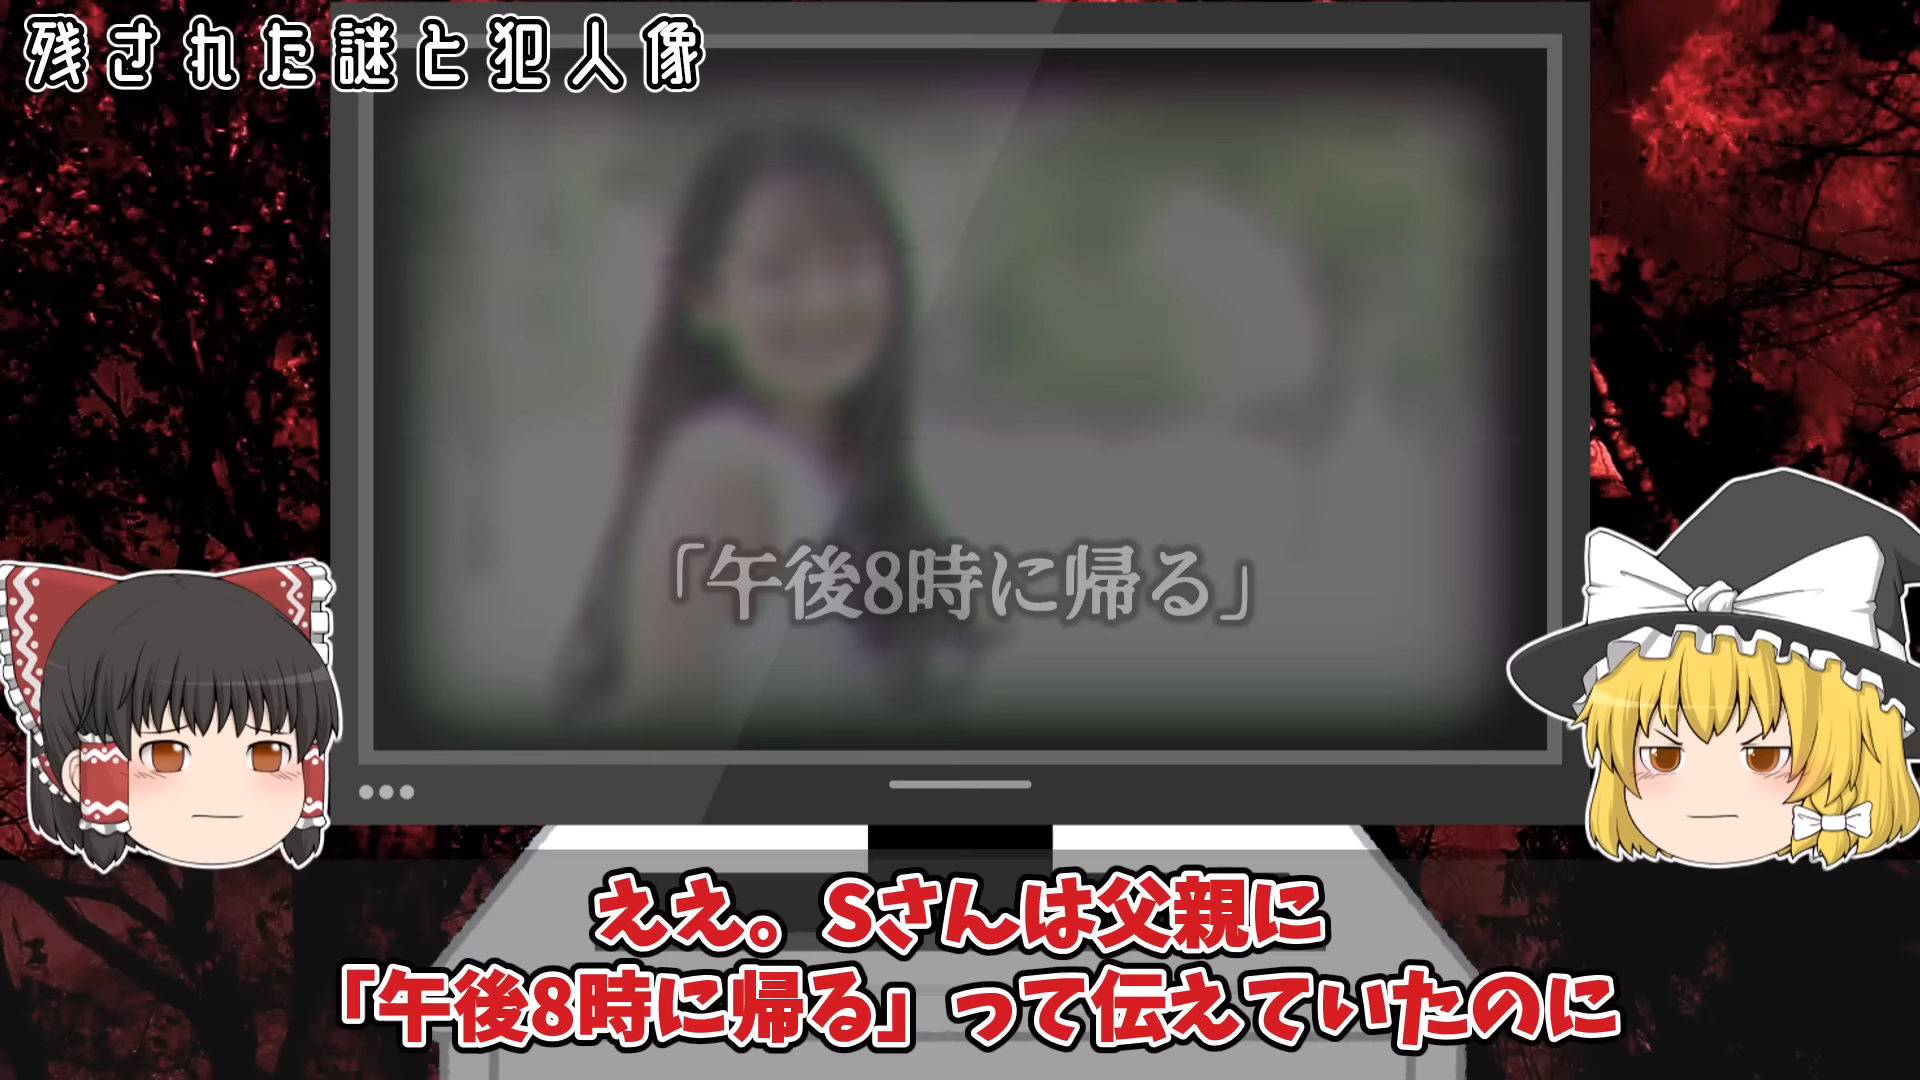 残された謎と犯人像
「午後8時に帰る」
ええ。Sさんは父親に
「午後8時に帰る」って伝えていたのに